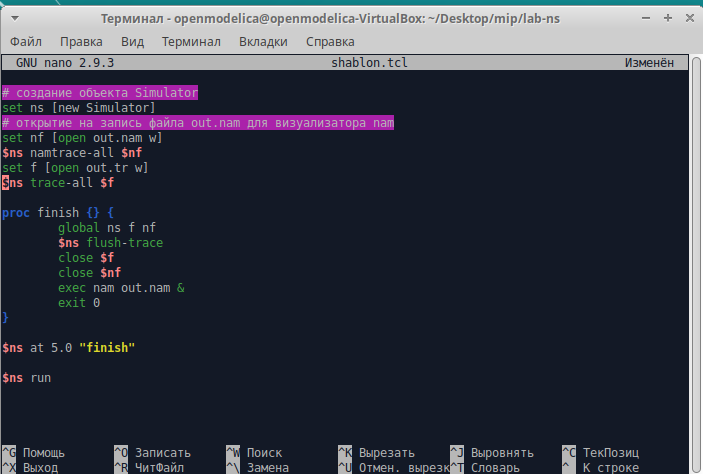 Терминал - openmodelica@openmodelica-VirtualBox: ~/Desktop/mip/lab-ns
Файл Правка Вид Терминал Вкладки Справка
GNU nano 2.9.3 shablon.tcl Изменён
# создание объекта Simulator
set ns [new Simulator]
# открытие на запись файла out.nam для визуализатора nam
set nf [open out.nam w]
$ns namtrace-all $nf
set f [open out.tr w]
$ns trace-all $f
proc finish {} {
global ns f nf
$ns flush-trace
close $f
close $nf
exec nam out.nam &
exit 0
}
$ns at 5.0 "finish"
$ns run
^G Помощь ^O Записать ^W Поиск ^K Вырезать ^J Выровнять ^C ТекПозиц
^X Выход ^R ЧитФайл ^\ Замена ^U Отмен. вырезк ^T Словарь ^_ К строке